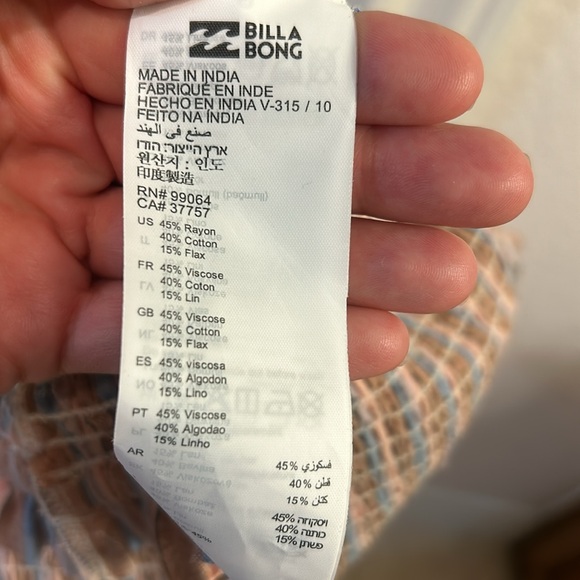 BILLA
BONG
MADE IN INDIA
FABRIQUÉ EN INDE
HECHO EN INDIA V-315 / 10
FEITO NA ÍNDIA
صنع في الهند
ארץ הייצור: הודו
원산지 : 인도
印度製造
RN# 99064
CA# 37757
US 45% Rayon
40% Cotton
15% Flax
FR 45% Viscose
40% Coton
15% Lin
GB 45% Viscose
40% Cotton
15% Flax
ES 45% viscosa
40% Algodon
15% Lino
PT 45% Viscose
40% Algodao
15% Linho
AR
45% فسكوزي
40% قطن
15% كتان
45% ויסקוזה
40% כותנה
15% פשתן